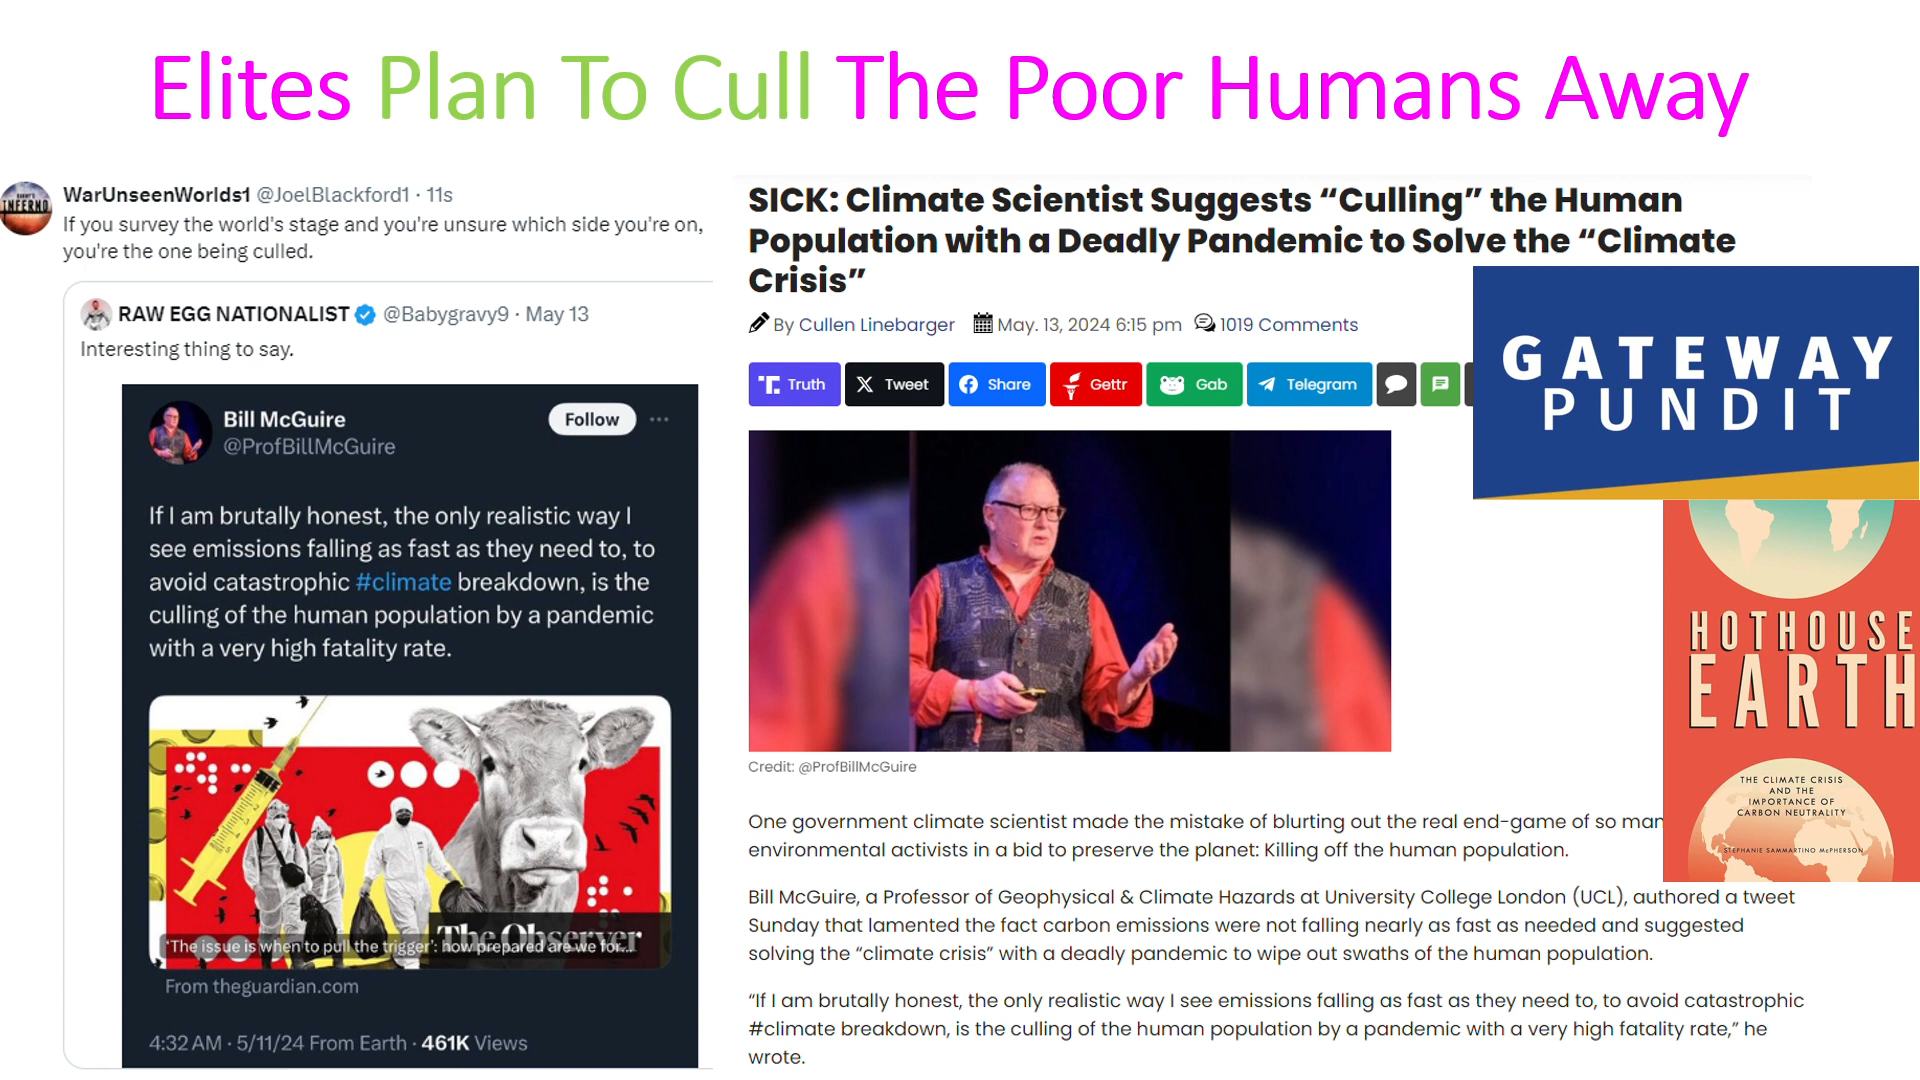 Elites Plan To Cull The Poor Humans Away
WarUnseenWorlds1 @JoelBlackford1 · 11s
If you survey the world's stage and you're unsure which side you're on,
you're the one being culled.
INFERNO
RAW EGG NATIONALIST @Babygravy9 · May 13
Interesting thing to say.
Bill McGuire
@ProfBillMcGuire
Follow
If I am brutally honest, the only realistic way I
see emissions falling as fast as they need to, to
avoid catastrophic #climate breakdown, is the
culling of the human population by a pandemic
with a very high fatality rate.
The Observer
'The issue is when to pull the trigger': how prepared are we for...
From theguardian.com
4:32 AM · 5/11/24 From Earth · 461K Views
SICK: Climate Scientist Suggests “Culling” the Human
Population with a Deadly Pandemic to Solve the “Climate
Crisis”
By Cullen Linebarger May. 13, 2024 6:15 pm 1019 Comments
Truth Tweet Share Gettr Gab Telegram
GATEWAY
PUNDIT
Credit: @ProfBillMcGuire
HOTHOUSE
EARTH
THE CLIMATE CRISIS
AND THE
IMPORTANCE OF
CARBON NEUTRALITY
STEPHANIE SAMMARTINO McPHERSON
One government climate scientist made the mistake of blurting out the real end-game of so man
environmental activists in a bid to preserve the planet: Killing off the human population.
Bill McGuire, a Professor of Geophysical & Climate Hazards at University College London (UCL), authored a tweet
Sunday that lamented the fact carbon emissions were not falling nearly as fast as needed and suggested
solving the “climate crisis” with a deadly pandemic to wipe out swaths of the human population.
“If I am brutally honest, the only realistic way I see emissions falling as fast as they need to, to avoid catastrophic
#climate breakdown, is the culling of the human population by a pandemic with a very high fatality rate,” he
wrote.